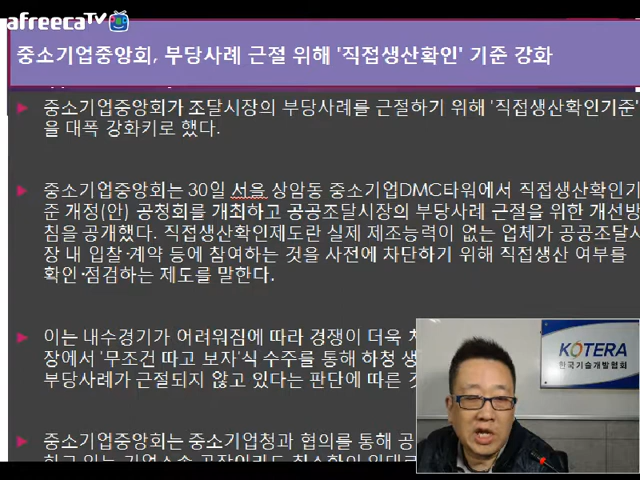 afreecaTV
중소기업중앙회, 부당사례 근절 위해 '직접생산확인' 기준 강화
중소기업중앙회가 조달시장의 부당사례를 근절하기 위해 '직접생산확인기준'
을 대폭 강화키로 했다.
중소기업중앙회는 30일 서울 상암동 중소기업DMC타워에서 직접생산확인기
준 개정(안) 공청회를 개최하고 공공조달시장의 부당사례 근절을 위한 개선방
침을 공개했다. 직접생산확인제도란 실제 제조능력이 없는 업체가 공공조달시
장 내 입찰·계약 등에 참여하는 것을 사전에 차단하기 위해 직접생산 여부를
확인·점검하는 제도를 말한다.
이는 내수경기가 어려워짐에 따라 경쟁이 더욱
장에서 '무조건 따고 보자'식 수주를 통해 하청 생
부당사례가 근절되지 않고 있다는 판단에 따른
중소기업중앙회는 중소기업청과 협의를 통해 공
KOTERA
한국기술개발협회